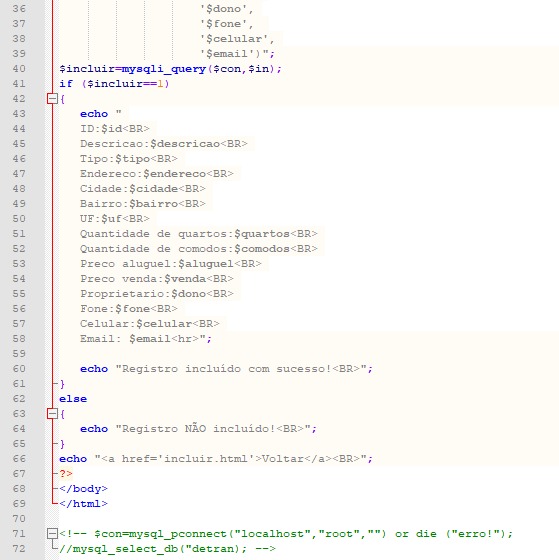 36 '$dono',
37 '$fone',
38 '$celular',
39 '$email')";
40 $incluir=mysqli_query($con,$in);
41 if ($incluir==1)
42 {
43 echo "
44 ID:$id<BR>
45 Descricao:$descricao<BR>
46 Tipo:$tipo<BR>
47 Endereco:$endereco<BR>
48 Cidade:$cidade<BR>
49 Bairro:$bairro<BR>
50 UF:$uf<BR>
51 Quantidade de quartos:$quartos<BR>
52 Quantidade de comodos:$comodos<BR>
53 Preco aluguel:$aluguel<BR>
54 Preco venda:$venda<BR>
55 Proprietario:$dono<BR>
56 Fone:$fone<BR>
57 Celular:$celular<BR>
58 Email: $email<hr>";
59
60 echo "Registro incluído com sucesso!<BR>";
61 }
62 else
63 {
64 echo "Registro NÃO incluído!<BR>";
65 }
66 echo "<a href='incluir.html'>Voltar</a><BR>";
67 ?>
68 </body>
69 </html>
70
71 <!-- $con=mysql_pconnect("localhost","root","") or die ("erro!");
72 //mysql_select_db("detran); -->